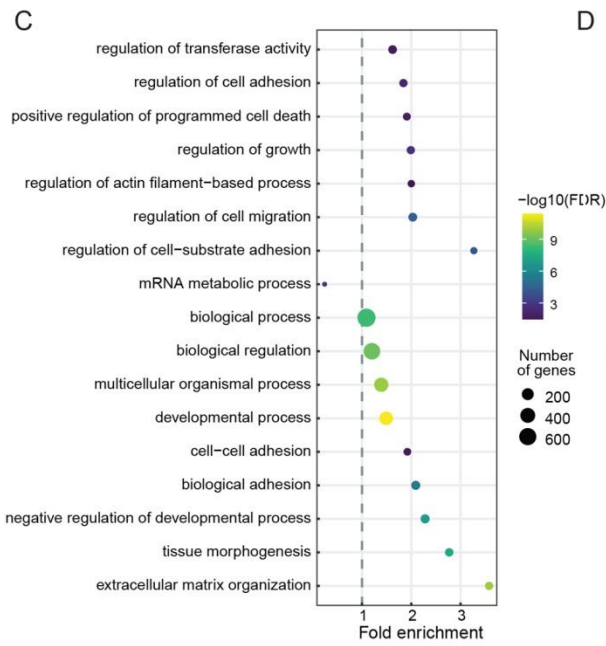 C
D
regulation of transferase activity
regulation of cell adhesion
positive regulation of programmed cell death
regulation of growth
regulation of actin filament−based process
regulation of cell migration
regulation of cell−substrate adhesion
mRNA metabolic process
biological process
biological regulation
multicellular organismal process
developmental process
cell−cell adhesion
biological adhesion
negative regulation of developmental process
tissue morphogenesis
extracellular matrix organization
1 2 3
Fold enrichment
−log10(FDR)
9
6
3
Number
of genes
200
400
600